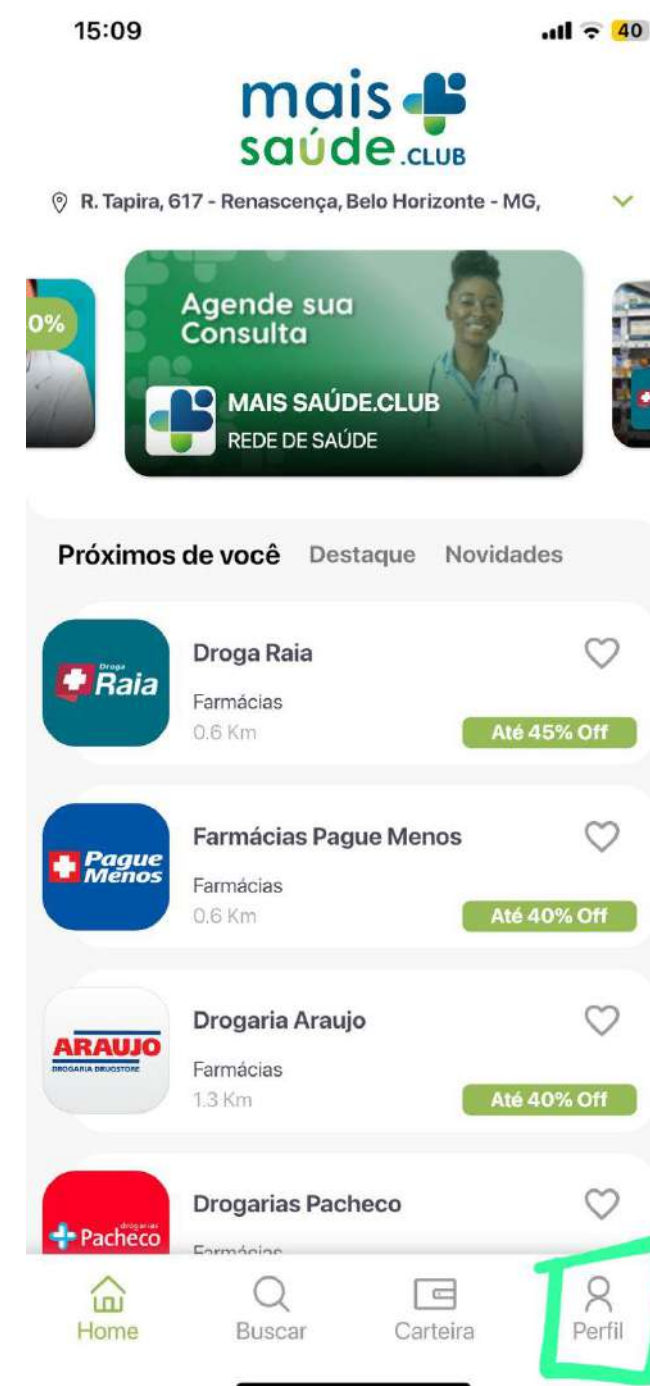 15:09
40
mais
saúde.CLUB
R. Tapira, 617 - Renascença, Belo Horizonte - MG,
0%
Agende sua
Consulta
MAIS SAÚDE.CLUB
REDE DE SAÚDE
Próximos de você Destaque Novidades
Droga
Raia
Droga Raia
Farmácias
0.6 Km
Até 45% Off
Pague
Menos
Farmácias Pague Menos
Farmácias
0.6 Km
Até 40% Off
ARAUJO
DROGARIA DRUGSTORE
Drogaria Araujo
Farmácias
1.3 Km
Até 40% Off
drogarias
Pacheco
Drogarias Pacheco
Farmácias
Home Buscar Carteira Perfil